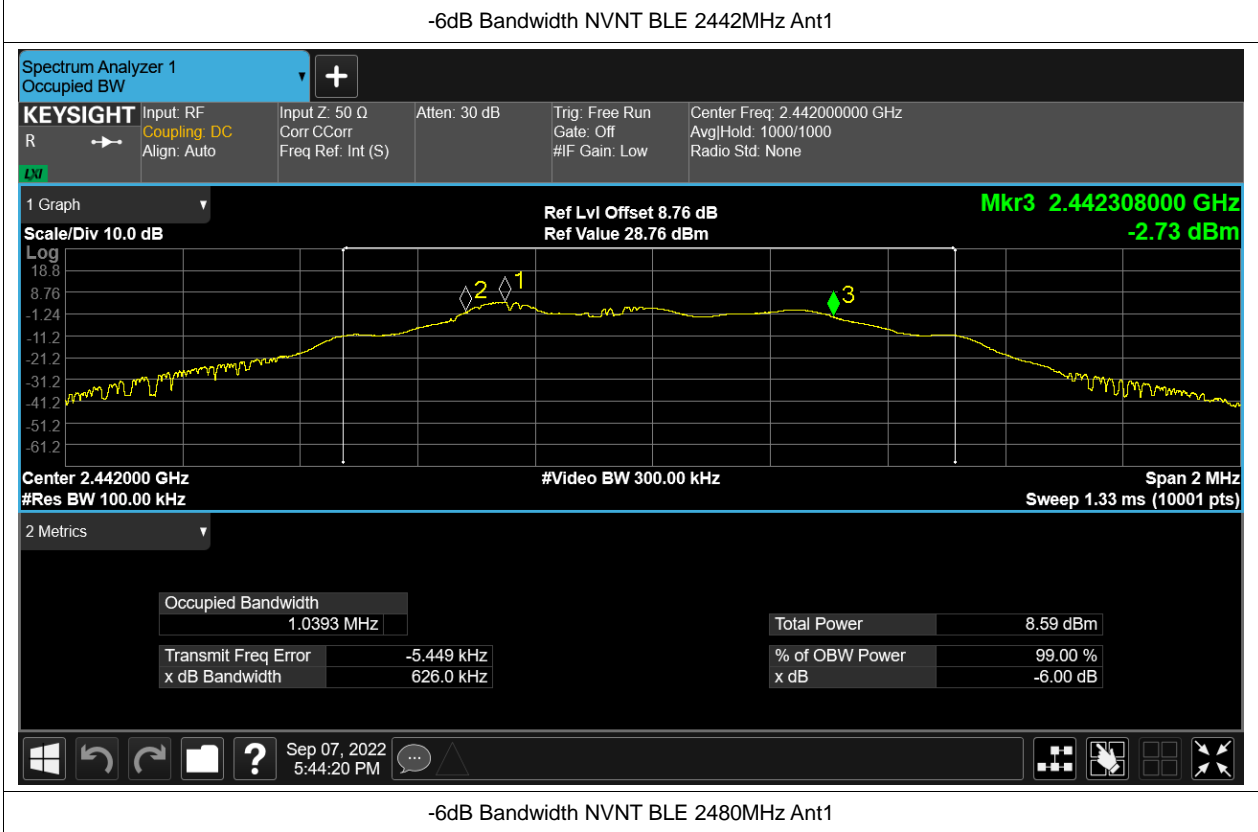 -6dB Bandwidth NVNT BLE 2442MHz Ant1
Spectrum Analyzer 1
Occupied BW
KEYSIGHT
R
LXI
Input: RF
Coupling: DC
Align: Auto
Input Z: 50 Ω
Corr CCorr
Freq Ref: Int (S)
Atten: 30 dB
Trig: Free Run
Gate: Off
#IF Gain: Low
Center Freq: 2.442000000 GHz
Avg|Hold: 1000/1000
Radio Std: None
1 Graph
Scale/Div 10.0 dB
Ref Lvl Offset 8.76 dB
Ref Value 28.76 dBm
Mkr3 2.442308000 GHz
-2.73 dBm
Log
18.8
8.76
-1.24
-11.2
-21.2
-31.2
-41.2
-51.2
-61.2
2
1
3
Center 2.442000 GHz
#Res BW 100.00 kHz
#Video BW 300.00 kHz
Span 2 MHz
Sweep 1.33 ms (10001 pts)
2 Metrics
Occupied Bandwidth
1.0393 MHz
Transmit Freq Error -5.449 kHz
x dB Bandwidth 626.0 kHz
Total Power 8.59 dBm
% of OBW Power 99.00 %
x dB -6.00 dB
?
Sep 07, 2022
5:44:20 PM
-6dB Bandwidth NVNT BLE 2480MHz Ant1